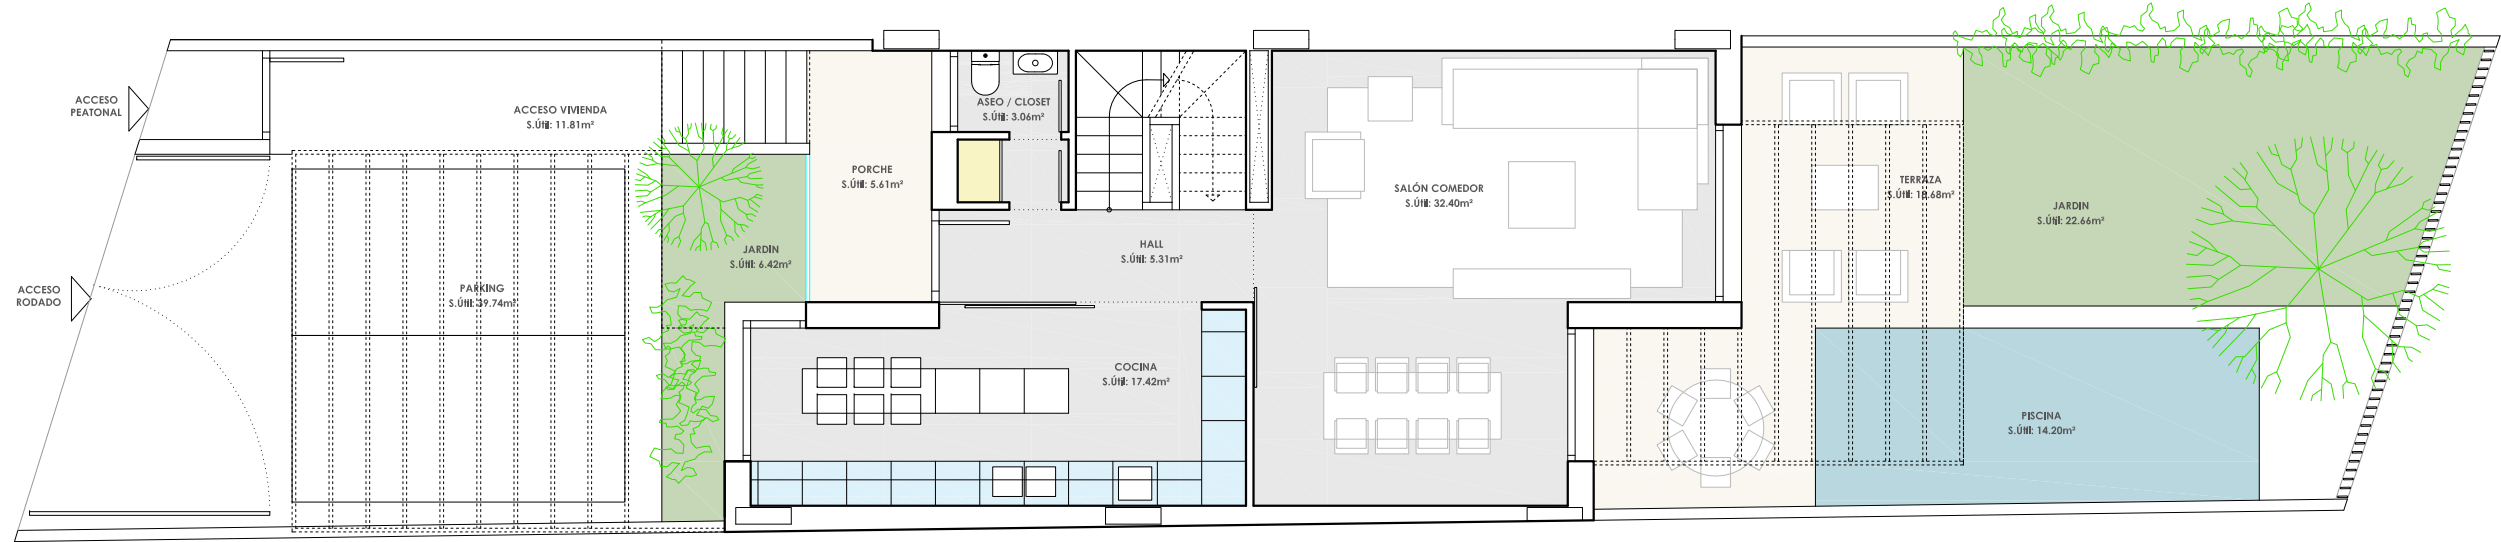 ACCESO
PEATONAL
ACCESO VIVIENDA
S.Útil: 11.81m²
ASEO / CLOSET
S.Útil: 3.06m²
PORCHE
S.Útil: 5.61m²
SALÓN COMEDOR
S.Útil: 32.40m²
TERRAZA
JARDIN
S.Útil: 22.66m²
HALL
S.Útil: 5.31m²
JARDIN
S.Útil: 6.42m²
ACCESO
RODADO
PARKING
S.Útil: 39.74m²
COCINA
S.Útil: 17.42m²
PISCINA
S.Útil: 14.20m²